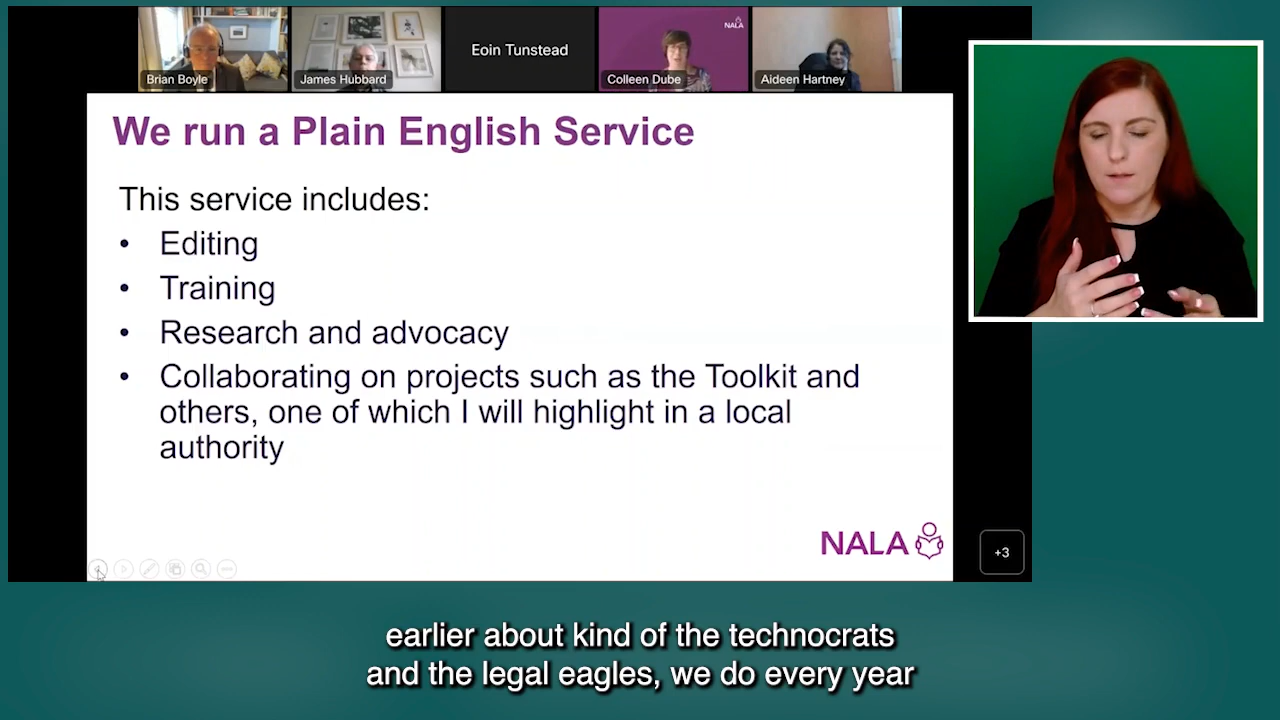 Brian Boyle
James Hubbard
Eoin Tunstead
NALA
Colleen Dube
Aideen Hartney
We run a Plain English Service
This service includes:
• Editing
• Training
• Research and advocacy
• Collaborating on projects such as the Toolkit and
others, one of which I will highlight in a local
authority
NALA
+3
earlier about kind of the technocrats
and the legal eagles, we do every year